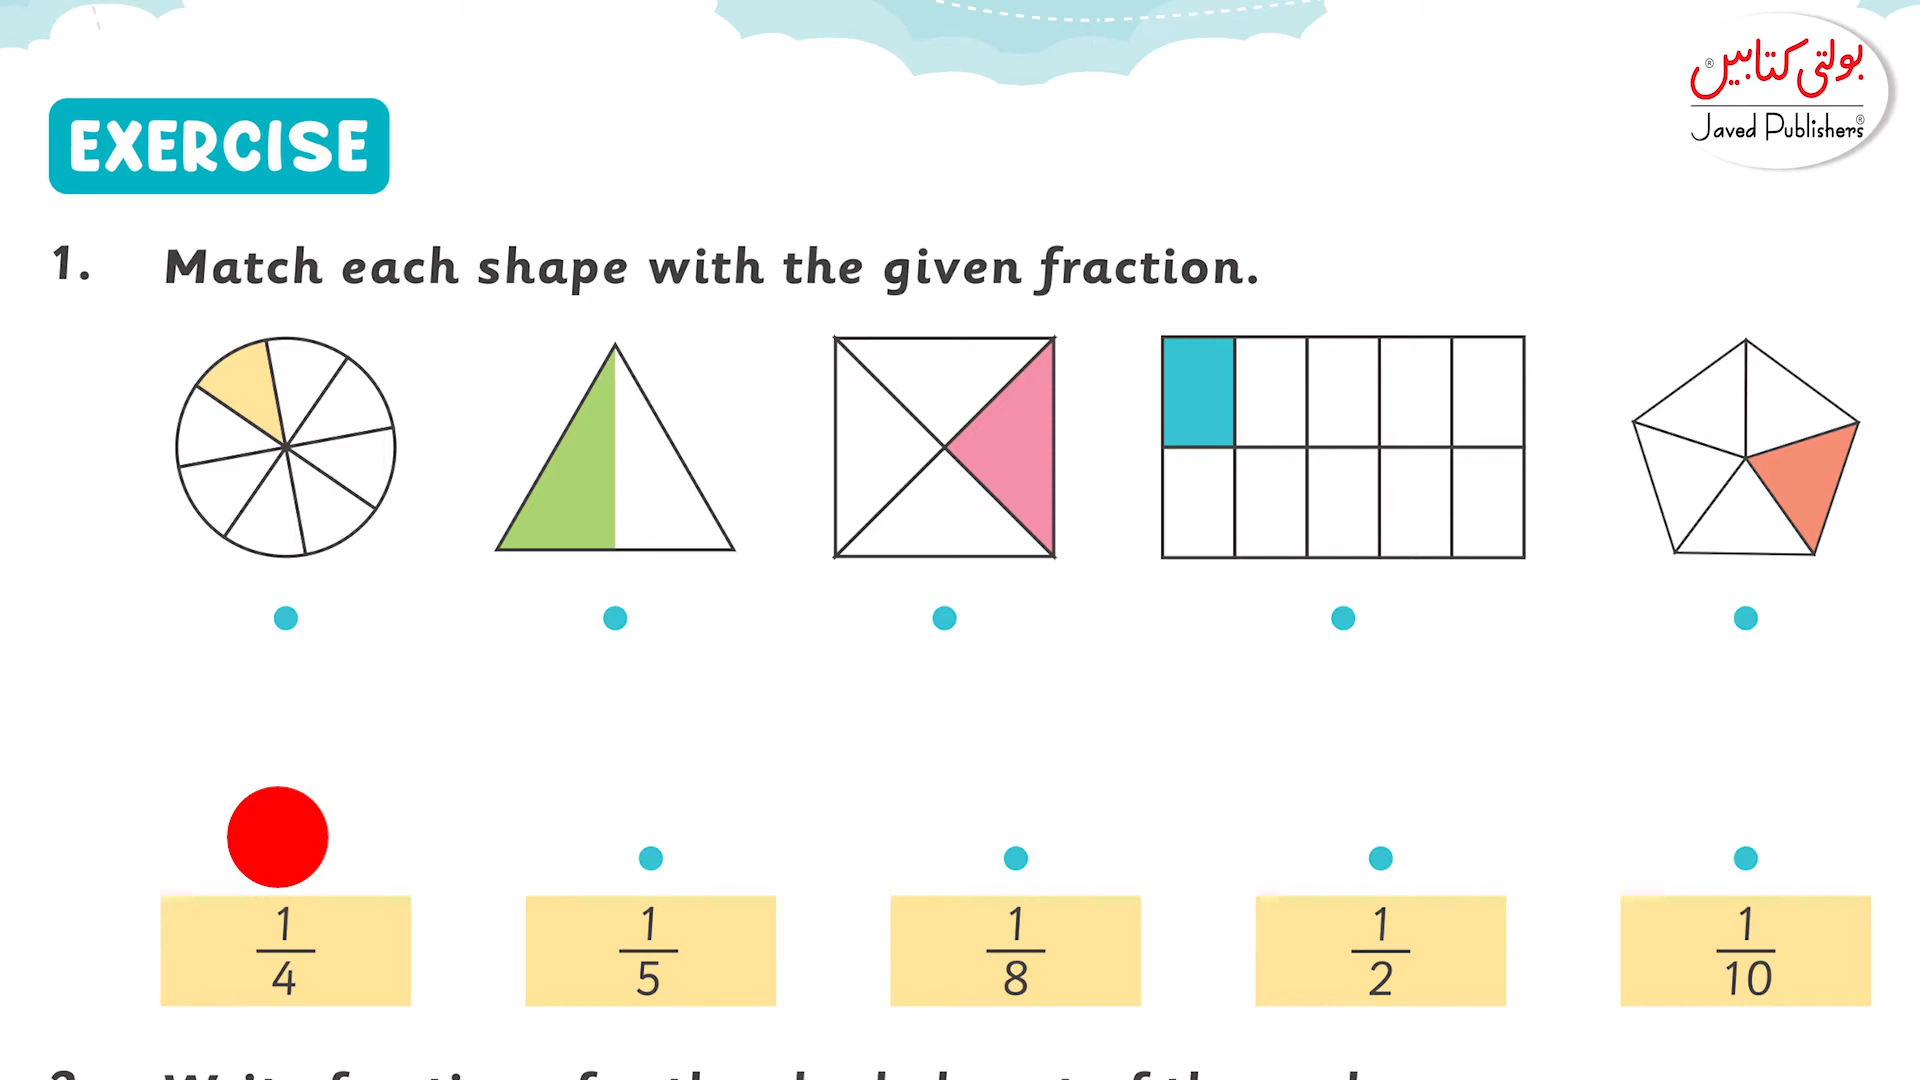 بولتی کتابیں®
Javed Publishers®
EXERCISE
1. Match each shape with the given fraction.
1/4 1/5 1/8 1/2 1/10